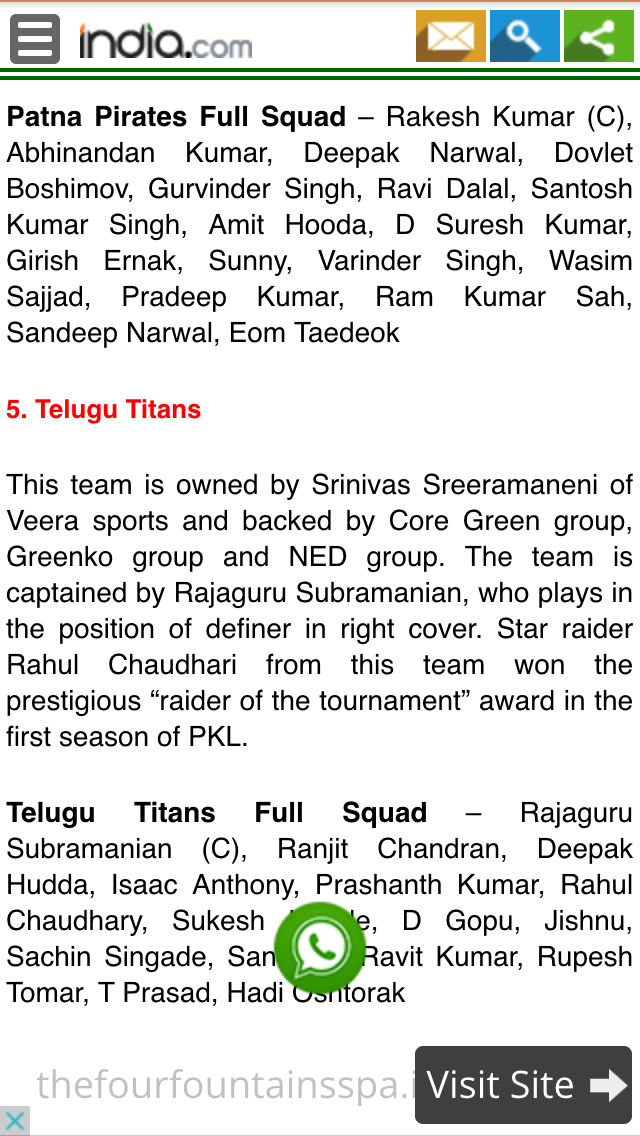 india.com
Patna Pirates Full Squad – Rakesh Kumar (C),
Abhinandan Kumar, Deepak Narwal, Dovlet
Boshimov, Gurvinder Singh, Ravi Dalal, Santosh
Kumar Singh, Amit Hooda, D Suresh Kumar,
Girish Ernak, Sunny, Varinder Singh, Wasim
Sajjad, Pradeep Kumar, Ram Kumar Sah,
Sandeep Narwal, Eom Taedeok
5. Telugu Titans
This team is owned by Srinivas Sreeramaneni of
Veera sports and backed by Core Green group,
Greenko group and NED group. The team is
captained by Rajaguru Subramanian, who plays in
the position of definer in right cover. Star raider
Rahul Chaudhari from this team won the
prestigious “raider of the tournament” award in the
first season of PKL.
Telugu Titans Full Squad – Rajaguru
Subramanian (C), Ranjit Chandran, Deepak
Hudda, Isaac Anthony, Prashanth Kumar, Rahul
Chaudhary, Sukesh D Gopu, Jishnu,
Sachin Singade, Ravit Kumar, Rupesh
Tomar, T Prasad, Hadi Oshtorak
thefourfountainsspa.i Visit Site